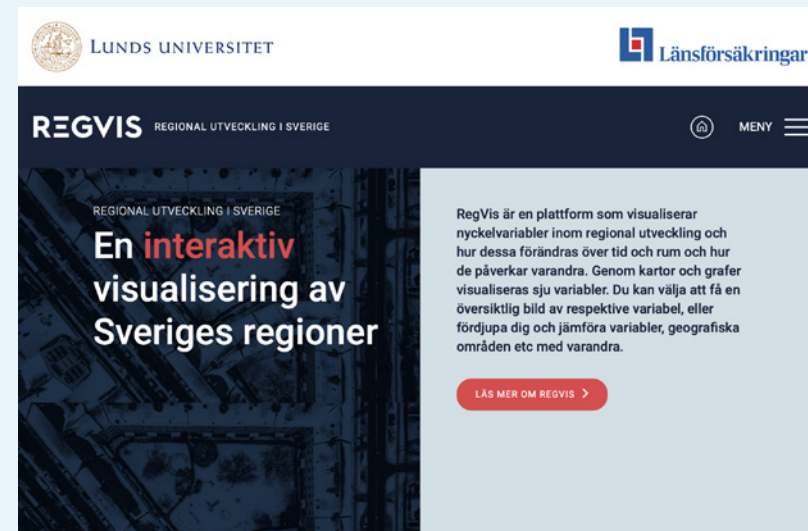 LUNDS UNIVERSITET
Länsförsäkringar
REGVIS REGIONAL UTVECKLING I SVERIGE
MENY
REGIONAL UTVECKLING I SVERIGE
En interaktiv
visualisering av
Sveriges regioner
RegVis är en plattform som visualiserar
nyckelvariabler inom regional utveckling och
hur dessa förändras över tid och rum och hur
de påverkar varandra. Genom kartor och grafer
visualiseras sju variabler. Du kan välja att få en
översiktlig bild av respektive variabel, eller
fördjupa dig och jämföra variabler, geografiska
områden etc med varandra.
LÄS MER OM REGVIS